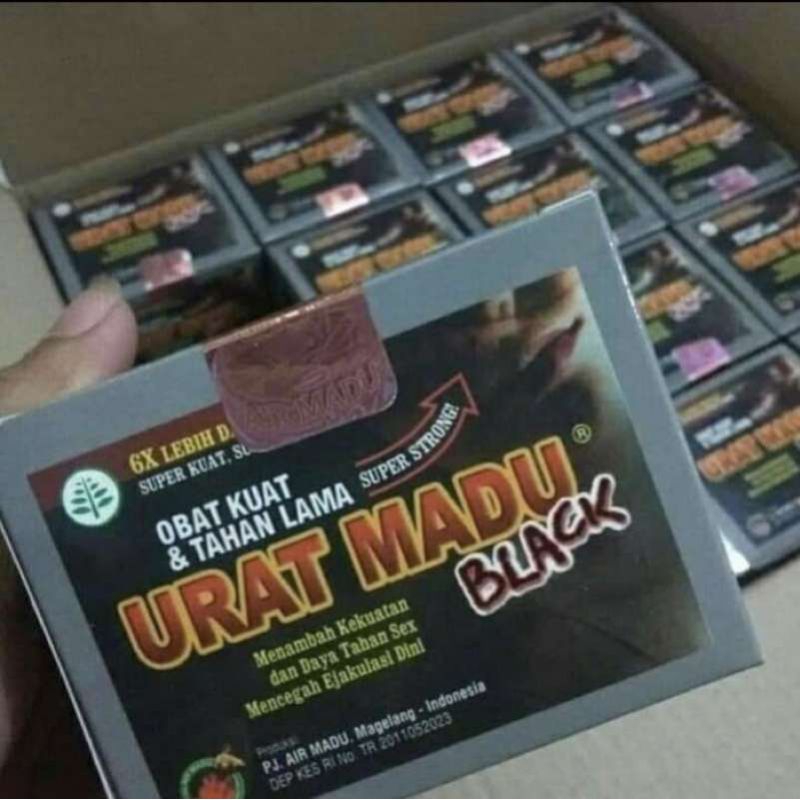 6X LEBIH D
SUPER KUAT,
OBAT KUAT
& TAHAN LAMA
SUPER STRONG!
URAT MADU®
BLACK
Menambah Kekuatan
dan Daya Tahan Sex
Mencegah Ejakulasi Dini
Produksi:
PJ. AIR MADU. Magelang - Indonesia
DEP KES RI No. TR 2011052023
AIR MADU